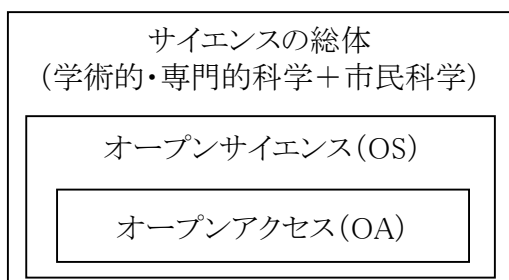 サイエンスの総体
（学術的・専門的科学＋市民科学）
オープンサイエンス（OS）
オープンアクセス（OA）